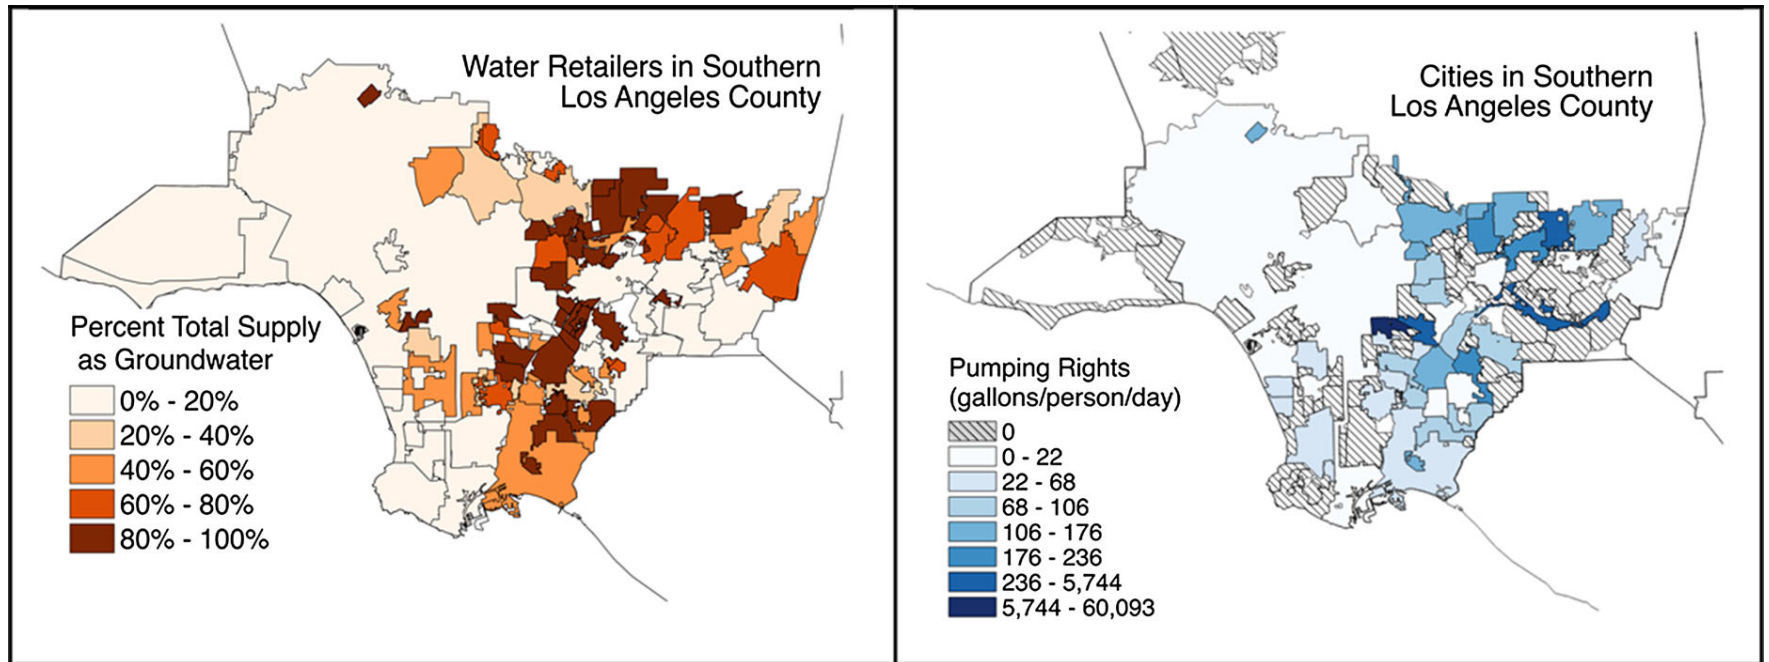 Water Retailers in Southern
Los Angeles County
Percent Total Supply
as Groundwater
0% - 20%
20% - 40%
40% - 60%
60% - 80%
80% - 100%
Cities in Southern
Los Angeles County
Pumping Rights
(gallons/person/day)
0
0 - 22
22 - 68
68 - 106
106 - 176
176 - 236
236 - 5,744
5,744 - 60,093